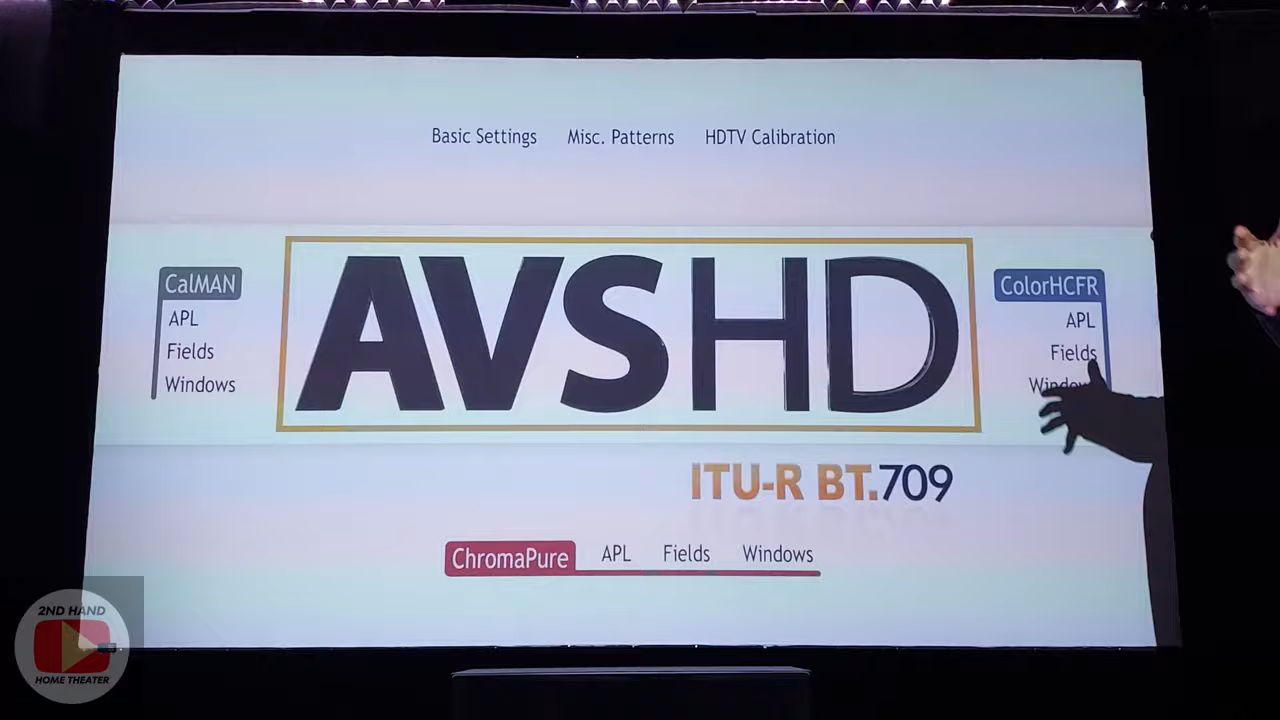 Basic Settings Misc. Patterns HDTV Calibration
CalMAN
APL
Fields
Windows
AVSHD
ColorHCFR
APL
Fields
Windows
ITU-R BT.709
ChromaPure APL Fields Windows
2ND HAND
HOME THEATER